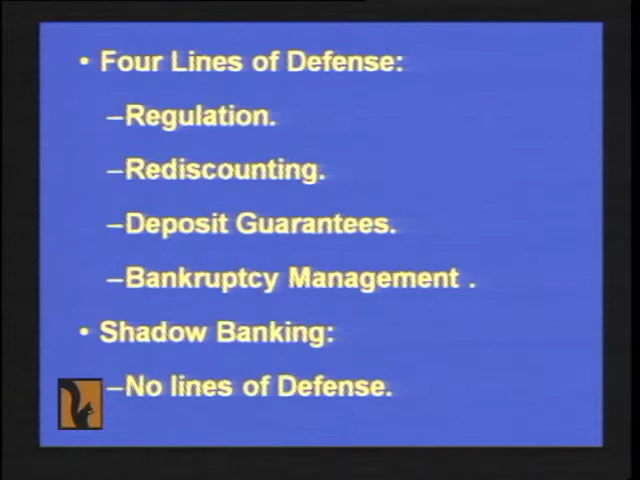 • Four Lines of Defense:
–Regulation.
–Rediscounting.
–Deposit Guarantees.
–Bankruptcy Management .
• Shadow Banking:
–No lines of Defense.